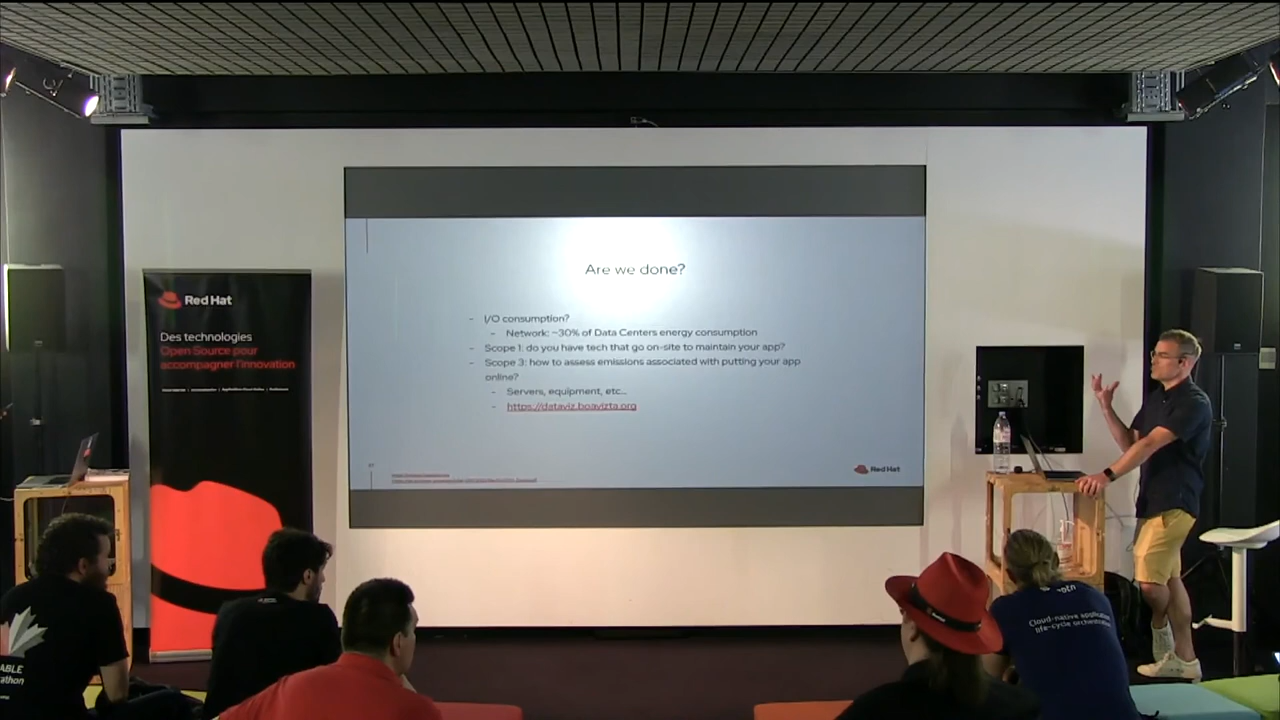 Red Hat
Des technologies
Open Source pour
accompagner l'innovation
Are we done?
- I/O consumption?
- Network: ~30% of Data Centers energy consumption
- Scope 1: do you have tech that go on-site to maintain your app?
- Scope 3: how to assess emissions associated with putting your app
online?
- Servers, equipment, etc...
- https://dataviz.boavizta.org
Red Hat
Cloud-native application
life-cycle orchestration
ABLE
athon